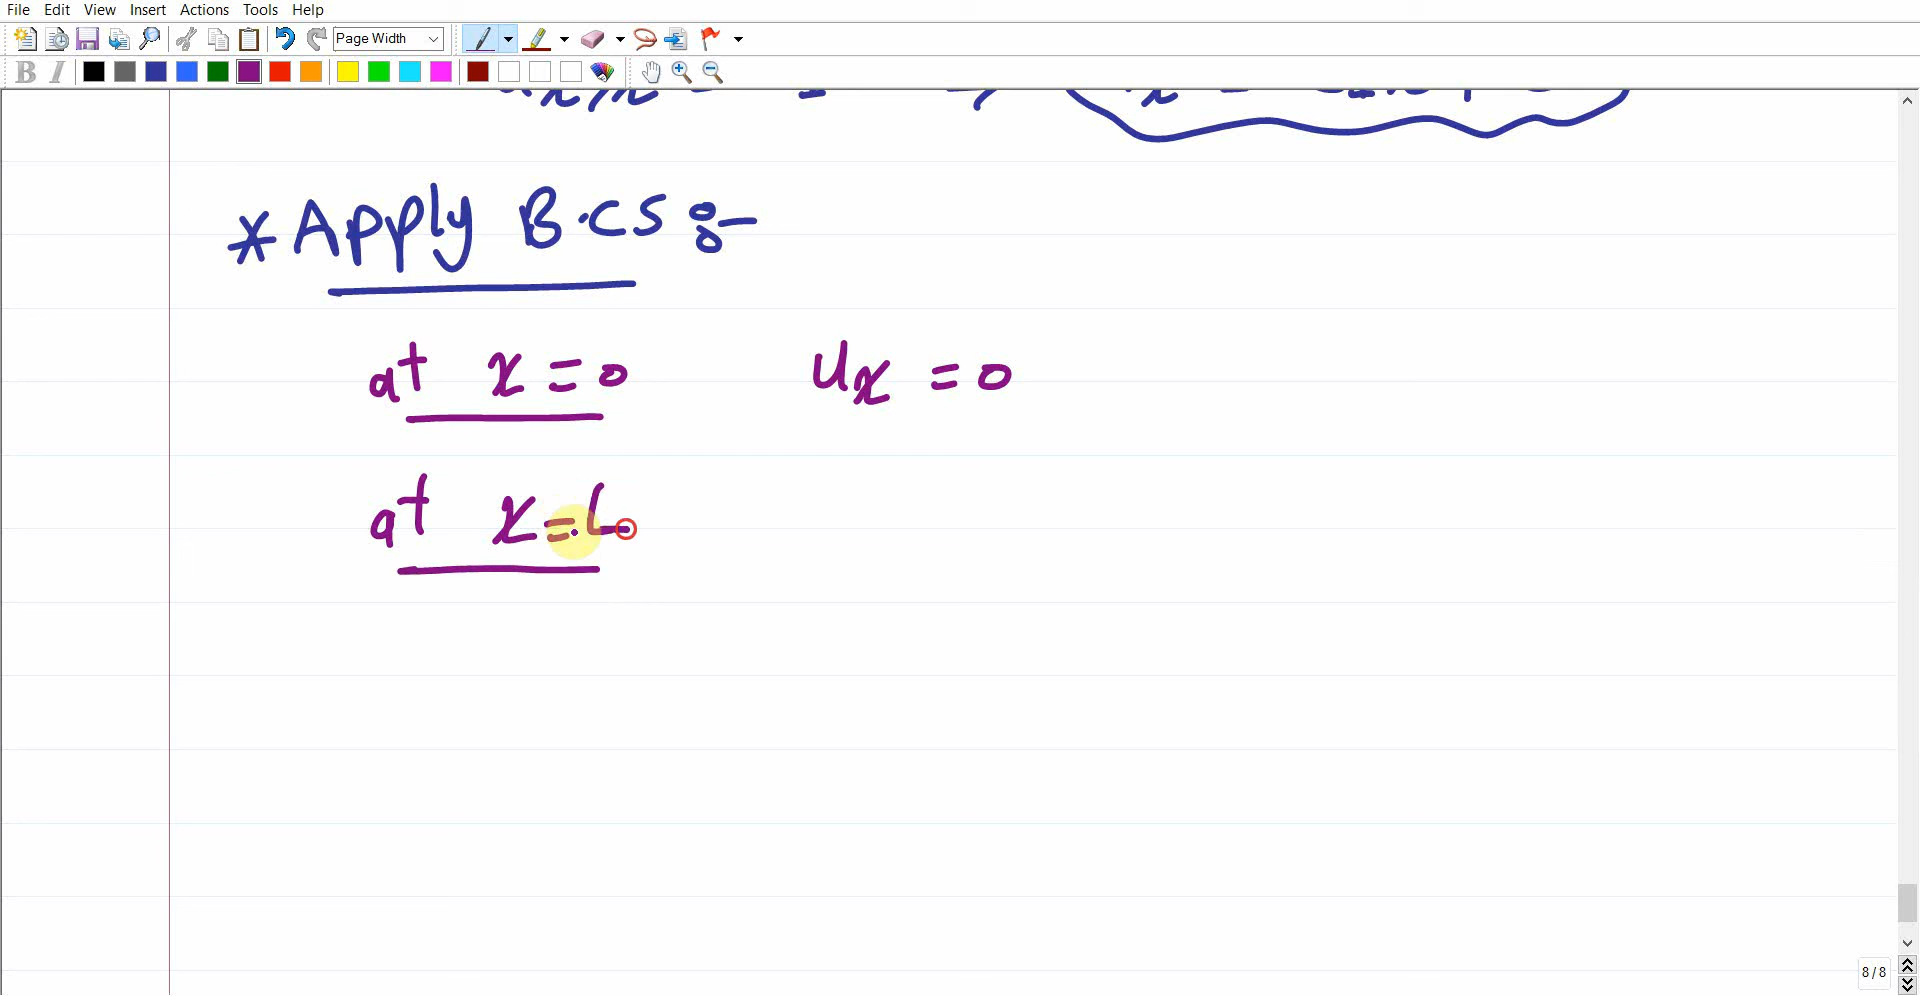 File Edit View Insert Actions Tools Help
Page Width
B I
* Apply B.CS :-
at x = 0 ux = 0
at x = L
8 / 8